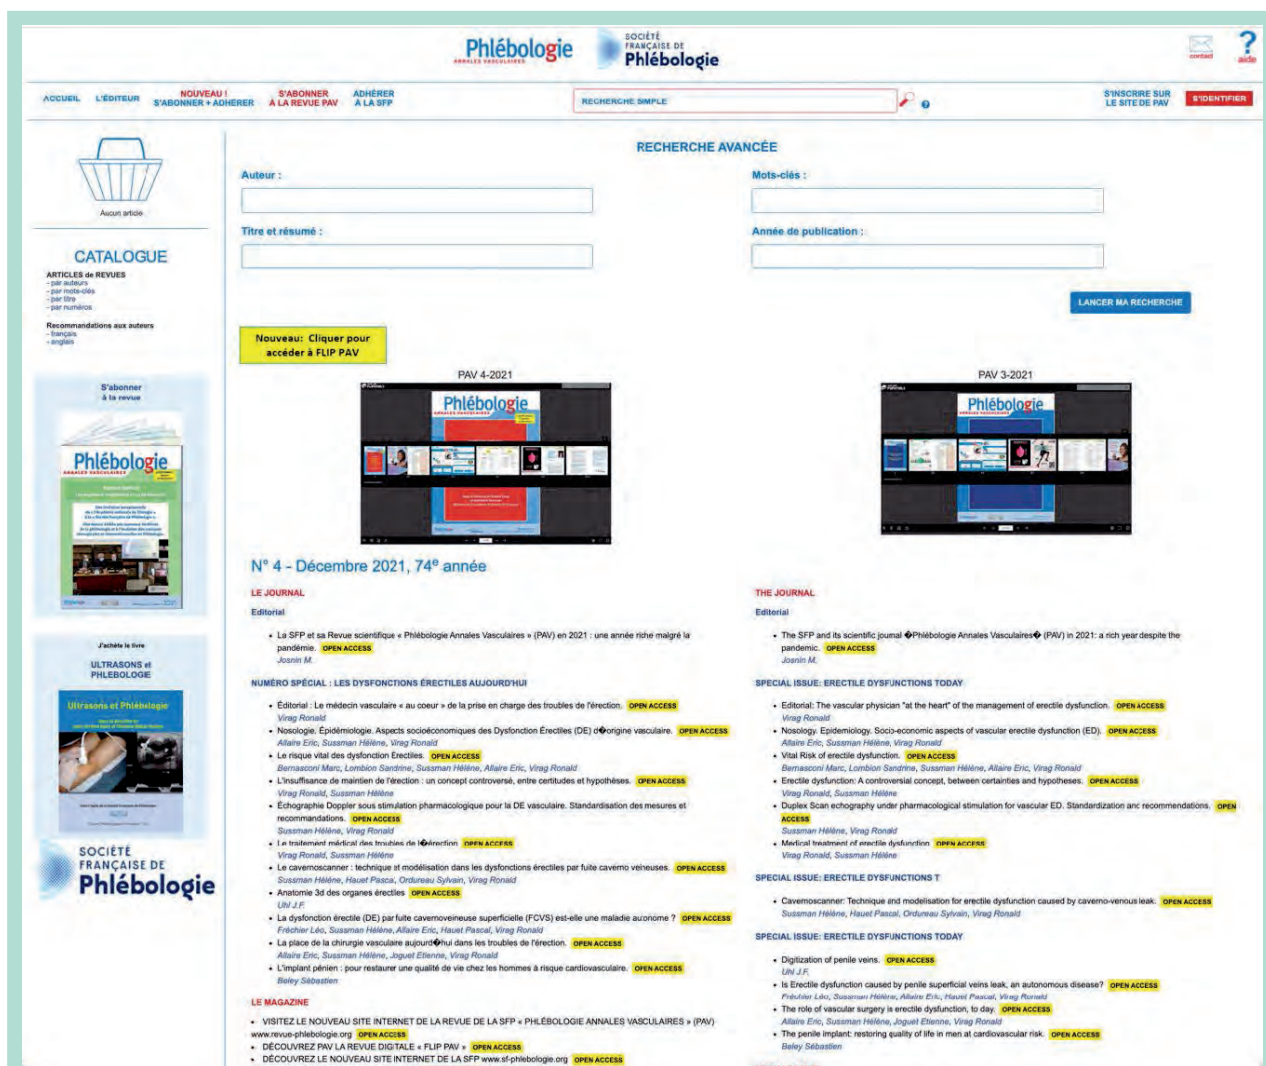 Phlébologie
ANNALES VASCULAIRES
SOCIÉTÉ
FRANÇAISE DE
Phlébologie
contact
?
aide
ACCUEIL
L'ÉDITEUR
NOUVEAU !
S'ABONNER + ADHÉRER
S'ABONNER
À LA REVUE PAV
ADHÉRER
À LA SFP
RECHERCHE SIMPLE
S'INSCRIRE SUR
LE SITE DE PAV
S'IDENTIFIER
Aucun article
CATALOGUE
ARTICLES de REVUES
- par auteurs
- par mots-clés
- par titre
- par numéros
Recommandations aux auteurs
- français
- anglais
S'abonner
à la revue
Phlébologie
ANNALES VASCULAIRES
J'achète le livre
ULTRASONS et
PHLEBOLOGIE
Ultrasons et Phlébologie
SOCIÉTÉ
FRANÇAISE DE
Phlébologie
RECHERCHE AVANCÉE
Auteur :
Mots-clés :
Titre et résumé :
Année de publication :
LANCER MA RECHERCHE
Nouveau: Cliquer pour
accéder à FLIP PAV
PAV 4-2021
Phlébologie
PAV 3-2021
Phlébologie
N° 4 - Décembre 2021, 74e année
LE JOURNAL
Editorial
• La SFP et sa Revue scientifique « Phlébologie Annales Vasculaires » (PAV) en 2021 : une année riche malgré la
pandémie. OPEN ACCESS
Josnin M.
NUMÉRO SPÉCIAL : LES DYSFONCTIONS ÉRECTILES AUJOURD'HUI
• Éditorial : Le médecin vasculaire « au coeur » de la prise en charge des troubles de l'érection. OPEN ACCESS
Virag Ronald
• Nosologie. Épidémiologie. Aspects socioéconomiques des Dysfonction Érectiles (DE) d�origine vasculaire. OPEN ACCESS
Allaire Eric, Sussman Hélène, Virag Ronald
• Le risque vital des dysfonction Érectiles. OPEN ACCESS
Bernasconi Marc, Lombion Sandrine, Sussman Hélène, Allaire Eric, Virag Ronald
• L'insuffisance de maintien de l'érection : un concept controversé, entre certitudes et hypothèses. OPEN ACCESS
Virag Ronald, Sussman Hélène
• Échographie Doppler sous stimulation pharmacologique pour la DE vasculaire. Standardisation des mesures et
recommandations. OPEN ACCESS
Sussman Hélène, Virag Ronald
• Le traitement médical des troubles de l�érection OPEN ACCESS
Virag Ronald, Sussman Hélène
• Le cavernoscanner : technique et modélisation dans les dysfonctions érectiles par fuite caverno veineuses. OPEN ACCESS
Sussman Hélène, Hauet Pascal, Ordureau Sylvain, Virag Ronald
• Anatomie 3d des organes érectiles OPEN ACCESS
Uhl J.F.
• La dysfonction érectile (DE) par fuite cavernoveineuse superficielle (FCVS) est-elle une maladie autonome ? OPEN ACCESS
Fréchier Léo, Sussman Hélène, Allaire Eric, Hauet Pascal, Virag Ronald
• La place de la chirurgie vasculaire aujourd�hui dans les troubles de l'érection. OPEN ACCESS
Allaire Eric, Sussman Hélène, Joguet Etienne, Virag Ronald
• L'implant pénien : pour restaurer une qualité de vie chez les hommes à risque cardiovasculaire. OPEN ACCESS
Beley Sébastien
LE MAGAZINE
• VISITEZ LE NOUVEAU SITE INTERNET DE LA REVUE DE LA SFP « PHLÉBOLOGIE ANNALES VASCULAIRES » (PAV)
www.revue-phlebologie.org OPEN ACCESS
• DÉCOUVREZ PAV LA REVUE DIGITALE « FLIP PAV » OPEN ACCESS
• DÉCOUVREZ LE NOUVEAU SITE INTERNET DE LA SFP www.sf-phlebologie.org OPEN ACCESS
THE JOURNAL
Editorial
• The SFP and its scientific journal �Phlébologie Annales Vasculaires� (PAV) in 2021: a rich year despite the
pandemic. OPEN ACCESS
Josnin M.
SPECIAL ISSUE: ERECTILE DYSFUNCTIONS TODAY
• Editorial: The vascular physician "at the heart" of the management of erectile dysfunction. OPEN ACCESS
Virag Ronald
• Nosology. Epidemiology. Socio-economic aspects of vascular erectile dysfunction (ED). OPEN ACCESS
Allaire Eric, Sussman Hélène, Virag Ronald
• Vital Risk of erectile dysfunction. OPEN ACCESS
Bernasconi Marc, Lombion Sandrine, Sussman Hélène, Allaire Eric, Virag Ronald
• Erectile dysfunction: A controversial concept, between certainties and hypotheses. OPEN ACCESS
Virag Ronald, Sussman Hélène
• Duplex Scan echography under pharmacological stimulation for vascular ED. Standardization and recommendations. OPEN
ACCESS
Sussman Hélène, Virag Ronald
• Medical treatment of erectile dysfunction OPEN ACCESS
Virag Ronald, Sussman Hélène
SPECIAL ISSUE: ERECTILE DYSFUNCTIONS T
• Cavernoscanner: Technique and modelisation for erectile dysfunction caused by caverno-venous leak. OPEN ACCESS
Sussman Hélène, Hauet Pascal, Ordureau Sylvain, Virag Ronald
SPECIAL ISSUE: ERECTILE DYSFUNCTIONS TODAY
• Digitization of penile veins. OPEN ACCESS
Uhl J.F.
• Is Erectile dysfunction caused by penile superficial veins leak, an autonomous disease? OPEN ACCESS
Fréchier Léo, Sussman Hélène, Allaire Eric, Hauet Pascal, Virag Ronald
• The role of vascular surgery is erectile dysfunction, to day. OPEN ACCESS
Allaire Eric, Sussman Hélène, Joguet Etienne, Virag Ronald
• The penile implant: restoring quality of life in men at cardiovascular risk. OPEN ACCESS
Beley Sébastien